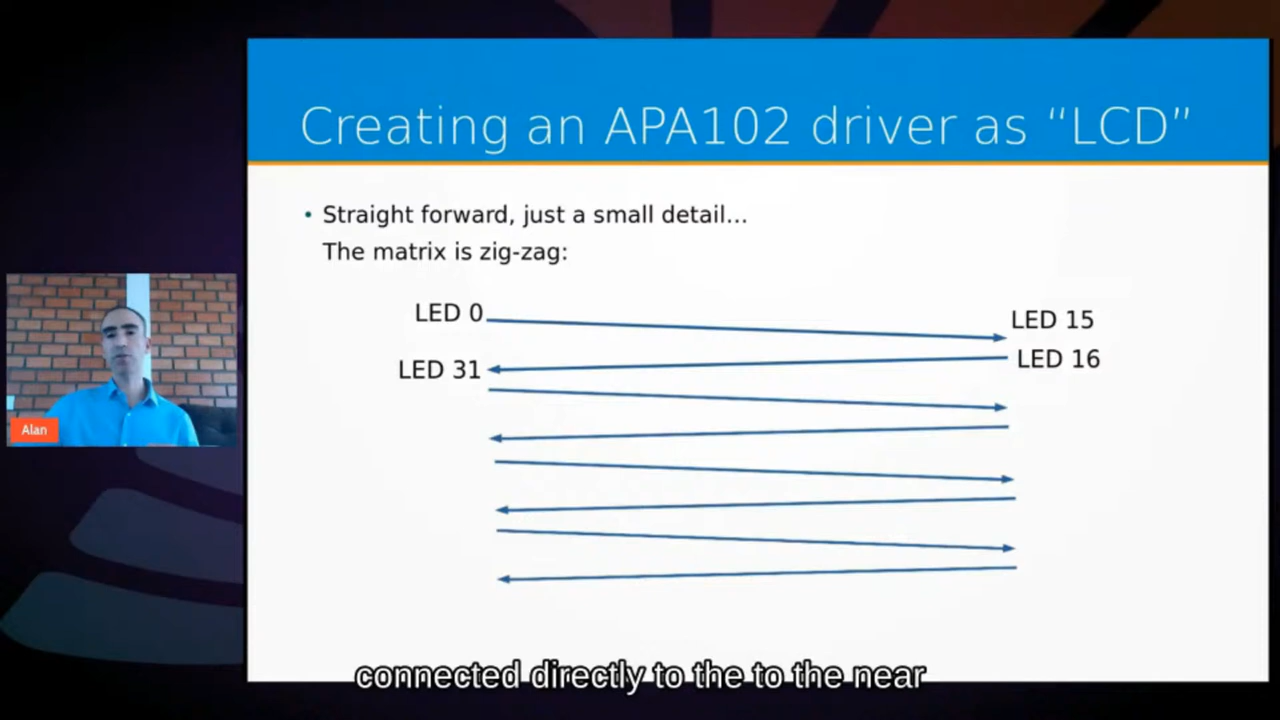 Creating an APA102 driver as “LCD”
• Straight forward, just a small detail...
The matrix is zig-zag:
LED 0
LED 15
LED 16
LED 31
Alan
connected directly to the to the near